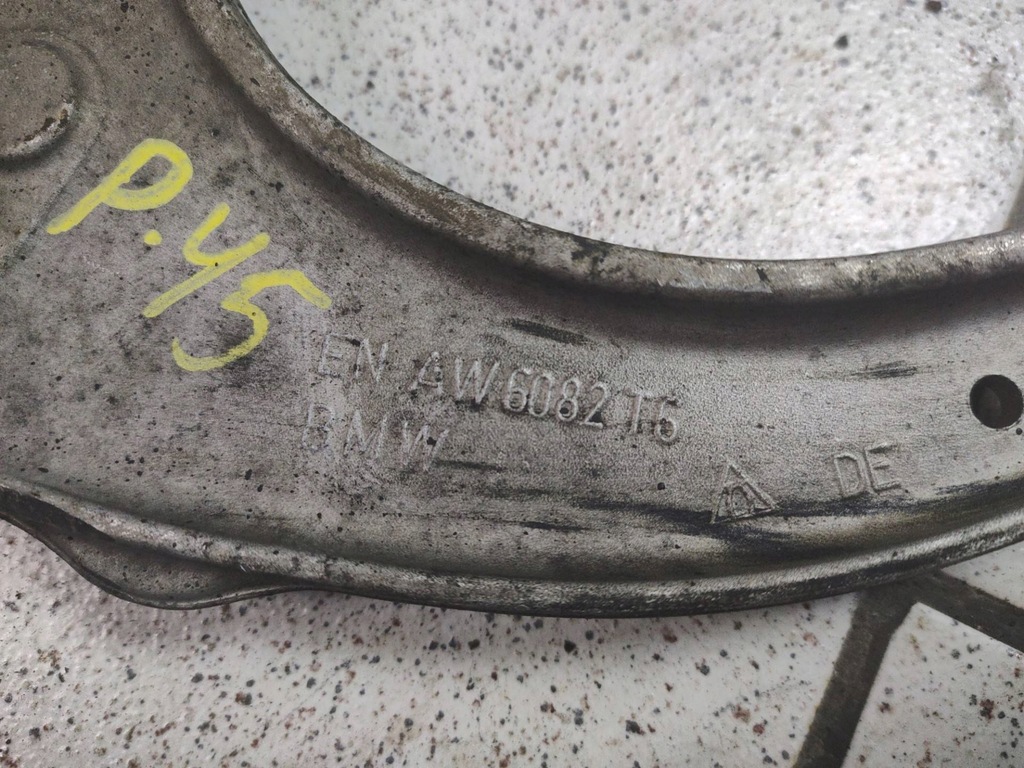 P.45
EN AW 6082 T6
BMW
DE